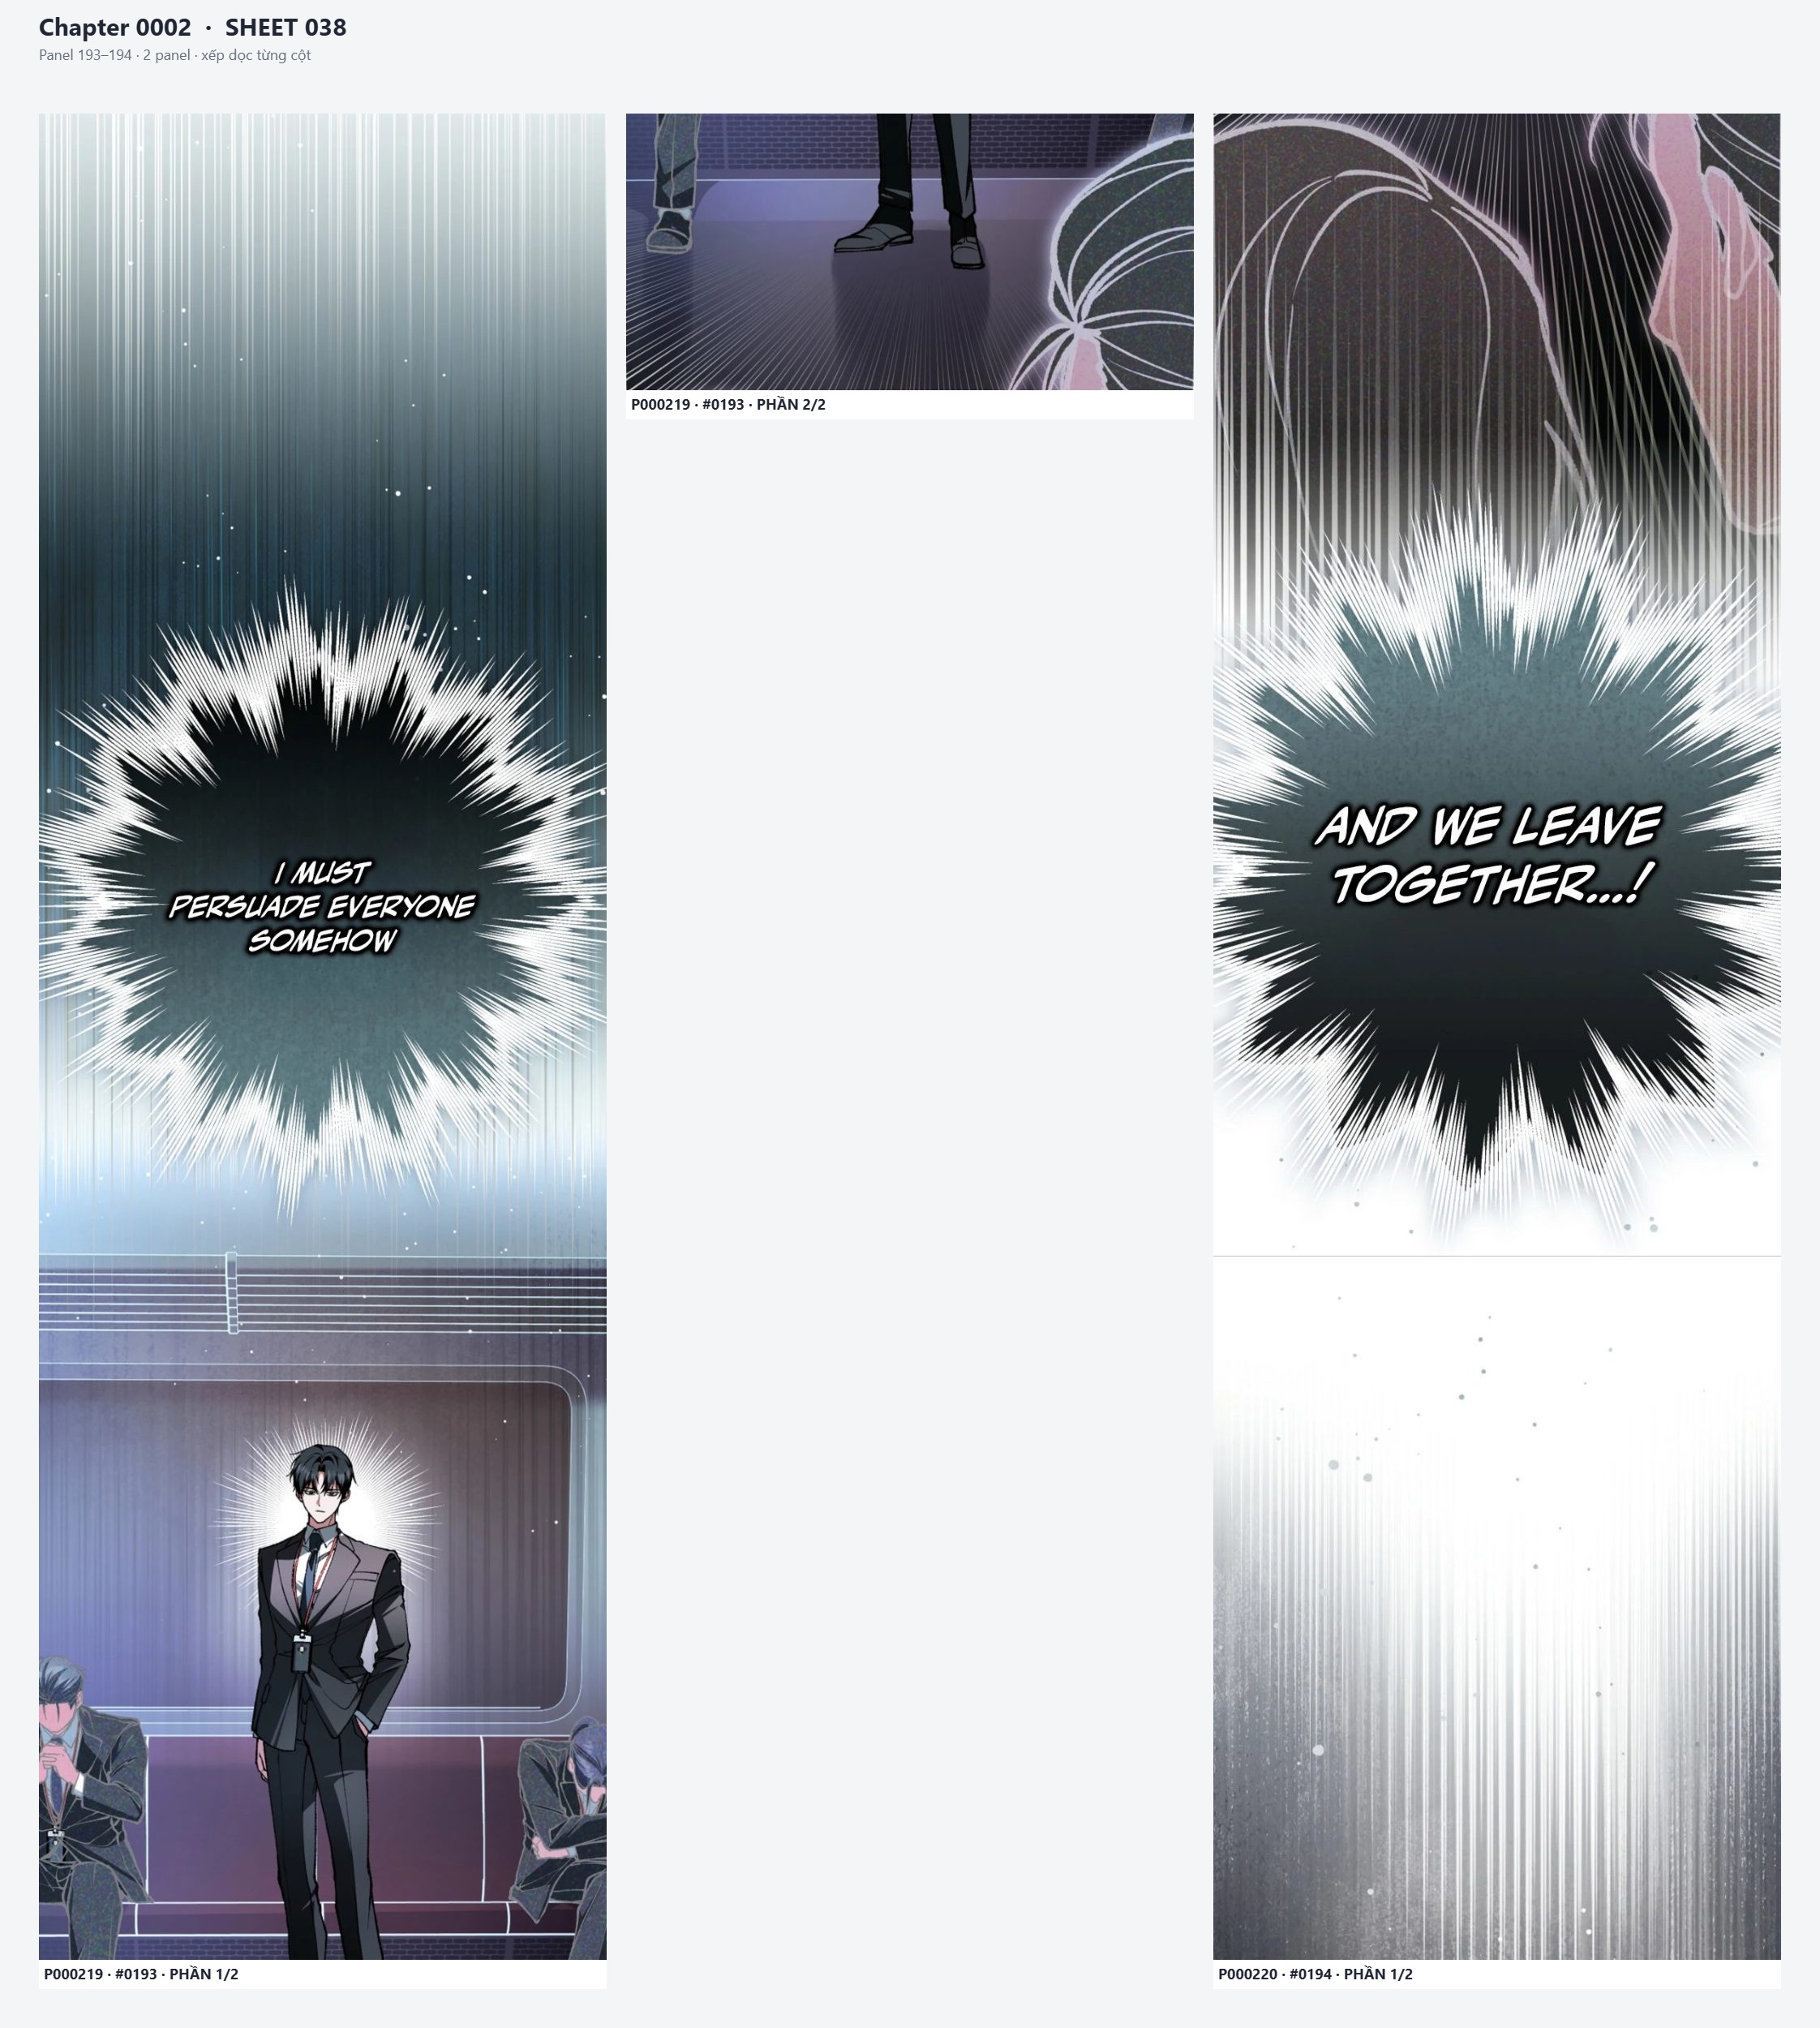 Chapter 0002 · SHEET 038
Panel 193–194 · 2 panel · xếp dọc từng cột
I MUST
PERSUADE EVERYONE
SOMEHOW
P000219 · #0193 · PHẦN 1/2
P000219 · #0193 · PHẦN 2/2
AND WE LEAVE
TOGETHER...!
P000220 · #0194 · PHẦN 1/2